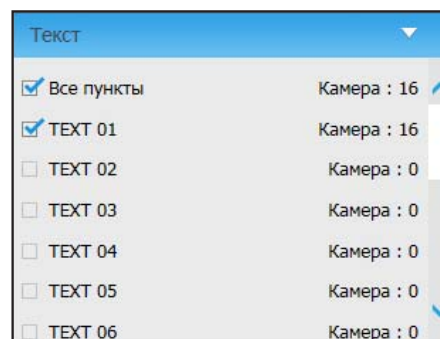 Текст
Все пункты Камера : 16
TEXT 01 Камера : 16
TEXT 02 Камера : 0
TEXT 03 Камера : 0
TEXT 04 Камера : 0
TEXT 05 Камера : 0
TEXT 06 Камера : 0